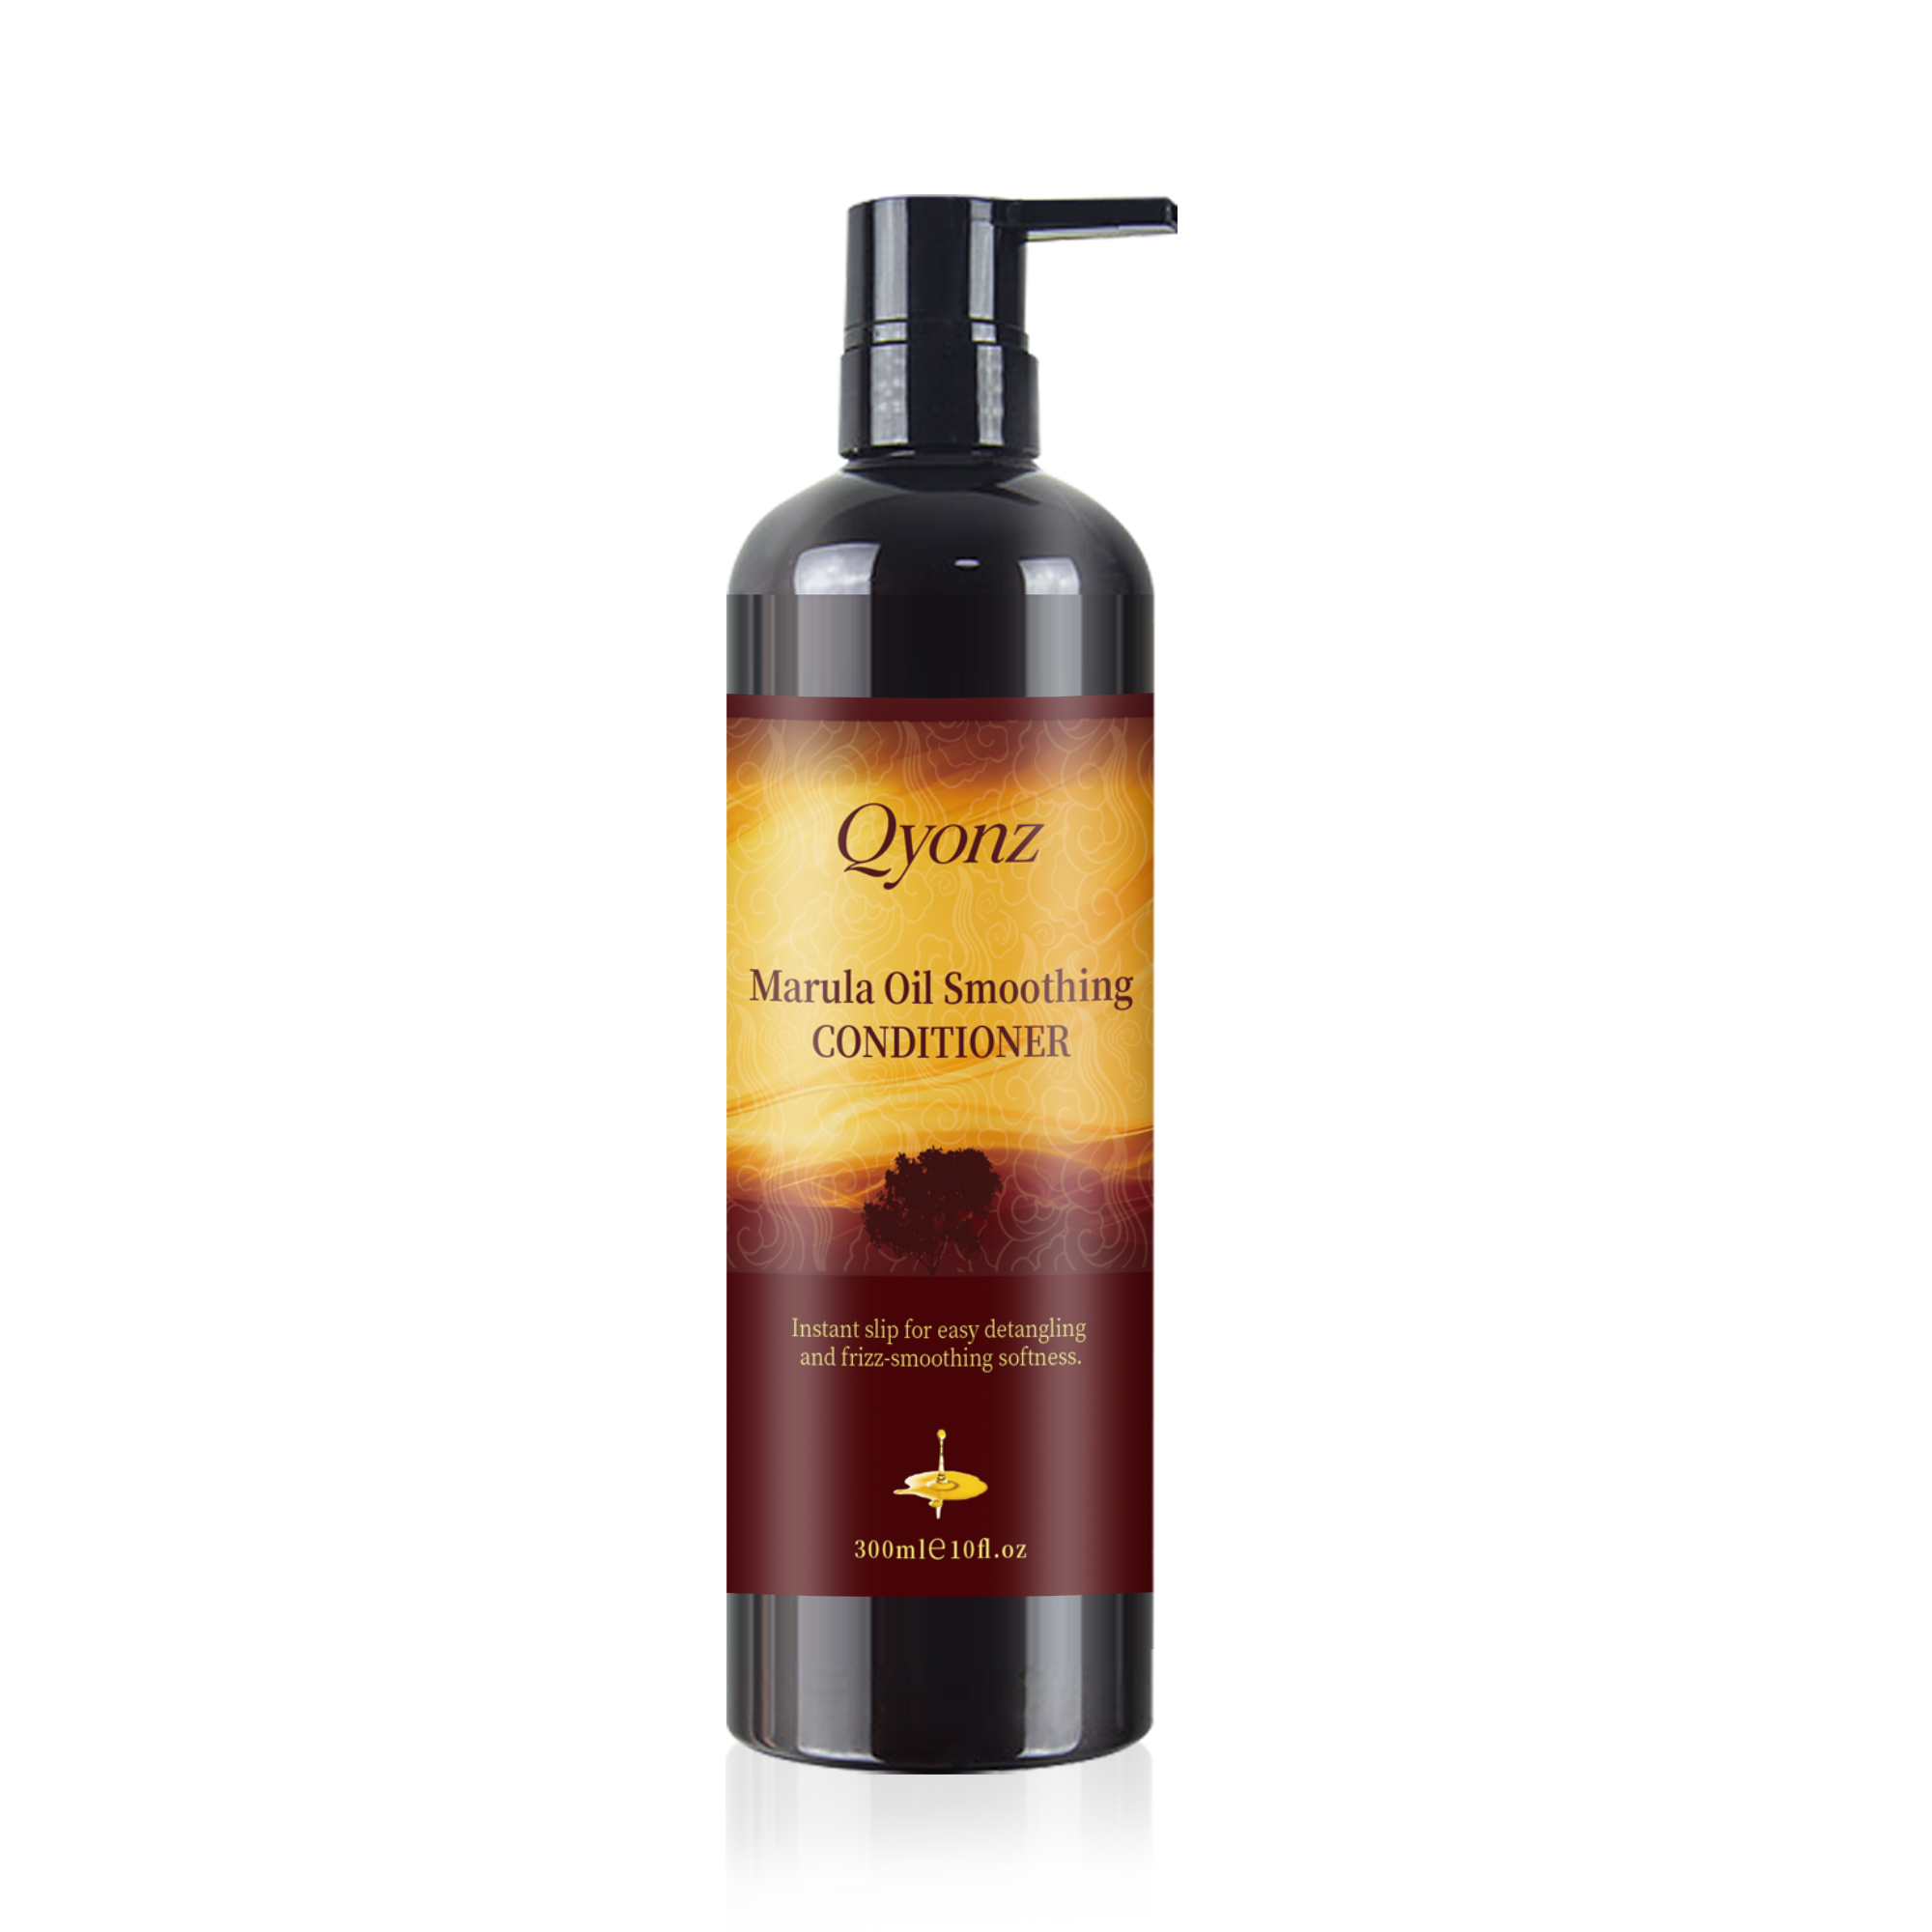 Qyonz
Marula Oil Smoothing
CONDITIONER
Instant slip for easy detangling
and frizz-smoothing softness.
300ml℮10fl.oz